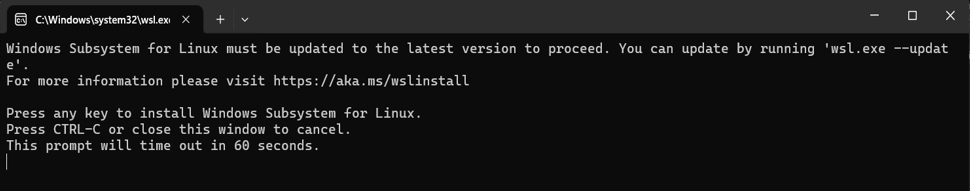 C:\Windows\system32\wsl.exe
Windows Subsystem for Linux must be updated to the latest version to proceed. You can update by running 'wsl.exe --updat
e'.
For more information please visit https://aka.ms/wslinstall
Press any key to install Windows Subsystem for Linux.
Press CTRL-C or close this window to cancel.
This prompt will time out in 60 seconds.